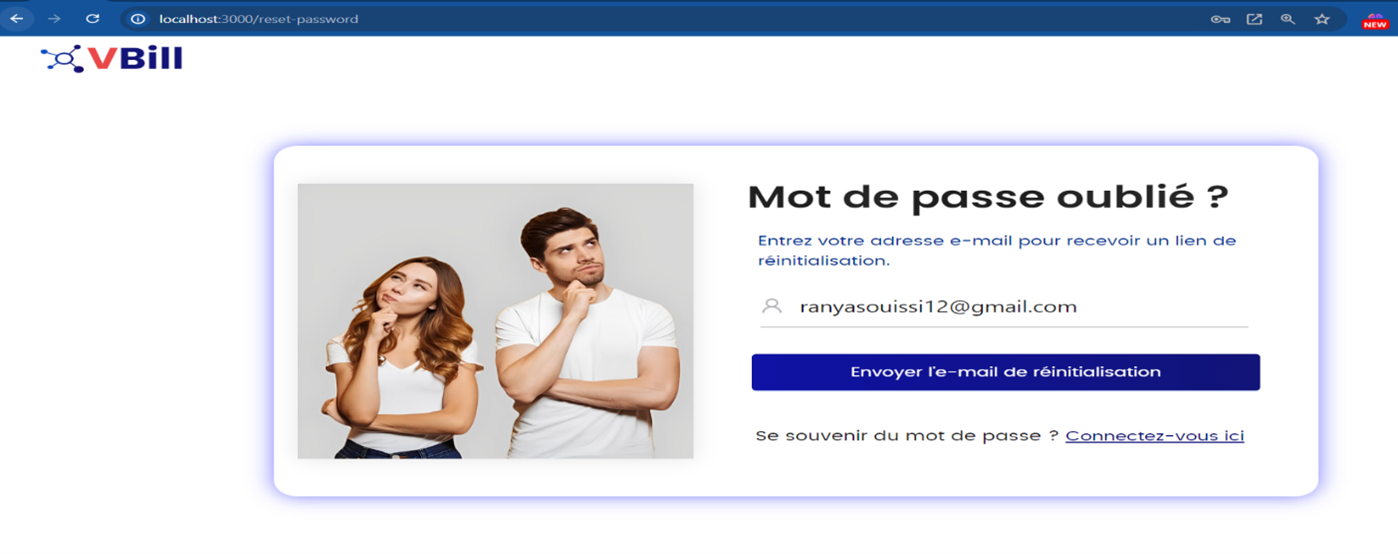 localhost:3000/reset-password
NEW
VBill
Mot de passe oublié ?
Entrez votre adresse e-mail pour recevoir un lien de
réinitialisation.
ranyasouissi12@gmail.com
Envoyer l'e-mail de réinitialisation
Se souvenir du mot de passe ? Connectez-vous ici